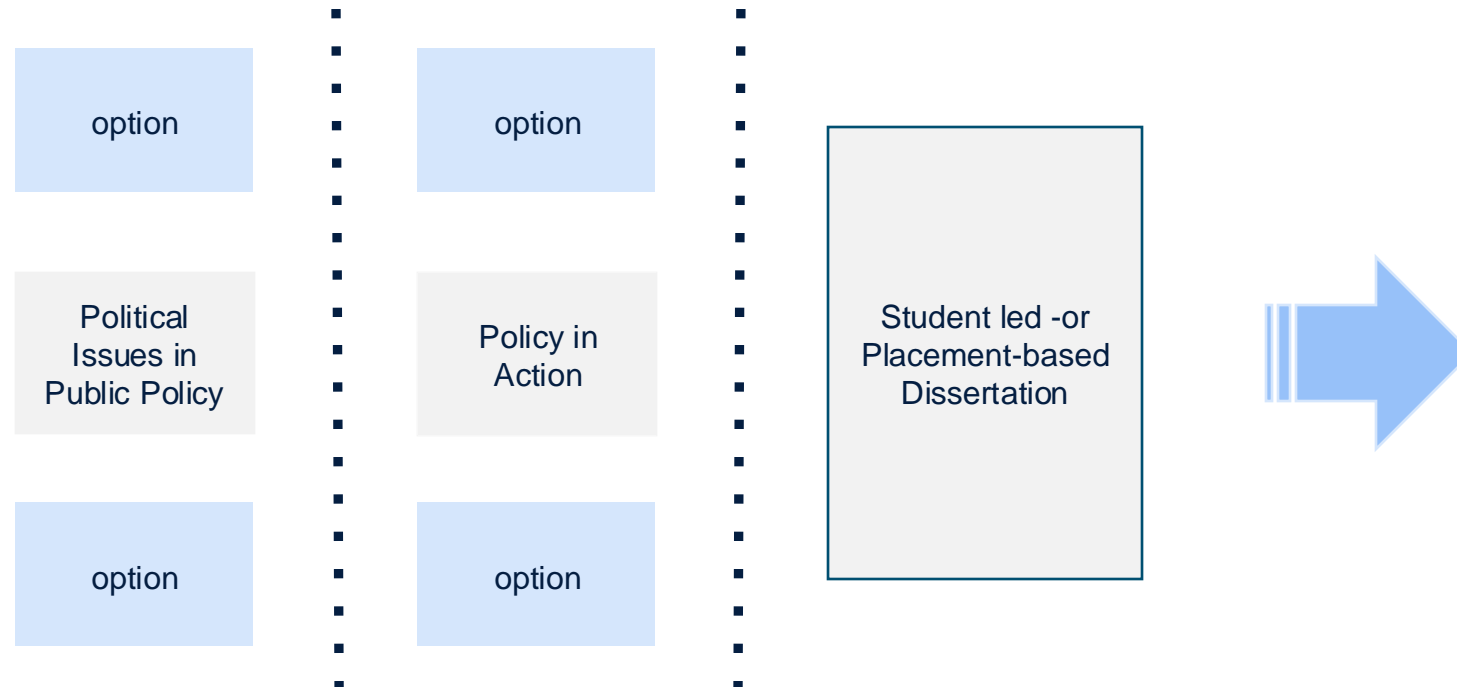 option
option
Political
Issues in
Public Policy
Policy in
Action
Student led -or
Placement-based
Dissertation
option
option